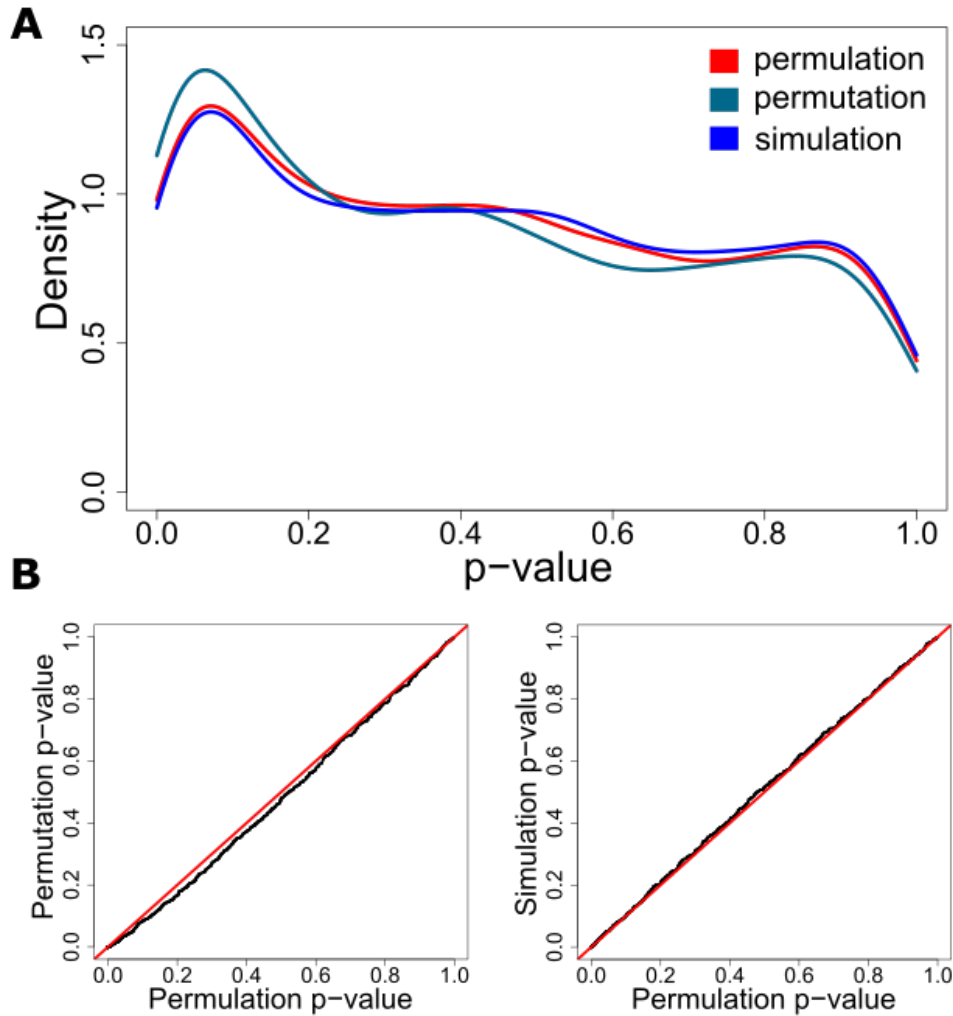 A
permulation
permutation
simulation
Density
0.0
0.5
1.0
1.5
0.0 0.2 0.4 0.6 0.8 1.0
p−value
B
Permutation p−value
0.0 0.2 0.4 0.6 0.8 1.0
0.0 0.2 0.4 0.6 0.8 1.0
Permulation p−value
Simulation p−value
0.0 0.2 0.4 0.6 0.8 1.0
0.0 0.2 0.4 0.6 0.8 1.0
Permulation p−value